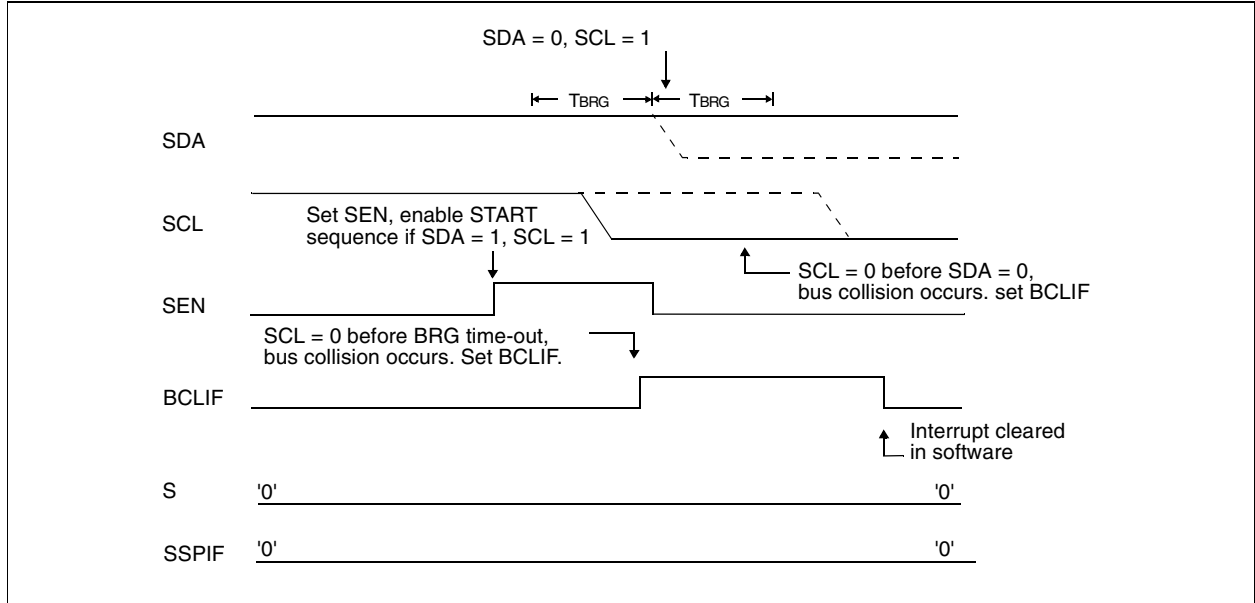 SDA = 0, SCL = 1
TBRG TBRG
SDA
SCL
Set SEN, enable START
sequence if SDA = 1, SCL = 1
SCL = 0 before SDA = 0,
bus collision occurs. set BCLIF
SEN
SCL = 0 before BRG time-out,
bus collision occurs. Set BCLIF.
BCLIF
Interrupt cleared
in software
S '0' '0'
SSPIF '0' '0'